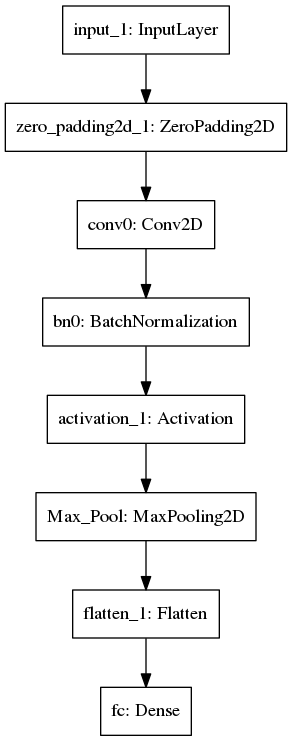 input_1: InputLayer
zero_padding2d_1: ZeroPadding2D
conv0: Conv2D
bn0: BatchNormalization
activation_1: Activation
Max_Pool: MaxPooling2D
flatten_1: Flatten
fc: Dense